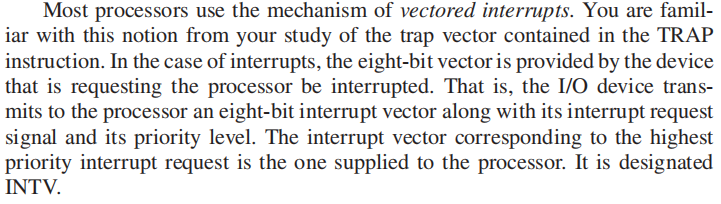 Most processors use the mechanism of vectored interrupts. You are famil-
iar with this notion from your study of the trap vector contained in the TRAP
instruction. In the case of interrupts, the eight-bit vector is provided by the device
that is requesting the processor be interrupted. That is, the I/O device trans-
mits to the processor an eight-bit interrupt vector along with its interrupt request
signal and its priority level. The interrupt vector corresponding to the highest
priority interrupt request is the one supplied to the processor. It is designated
INTV.